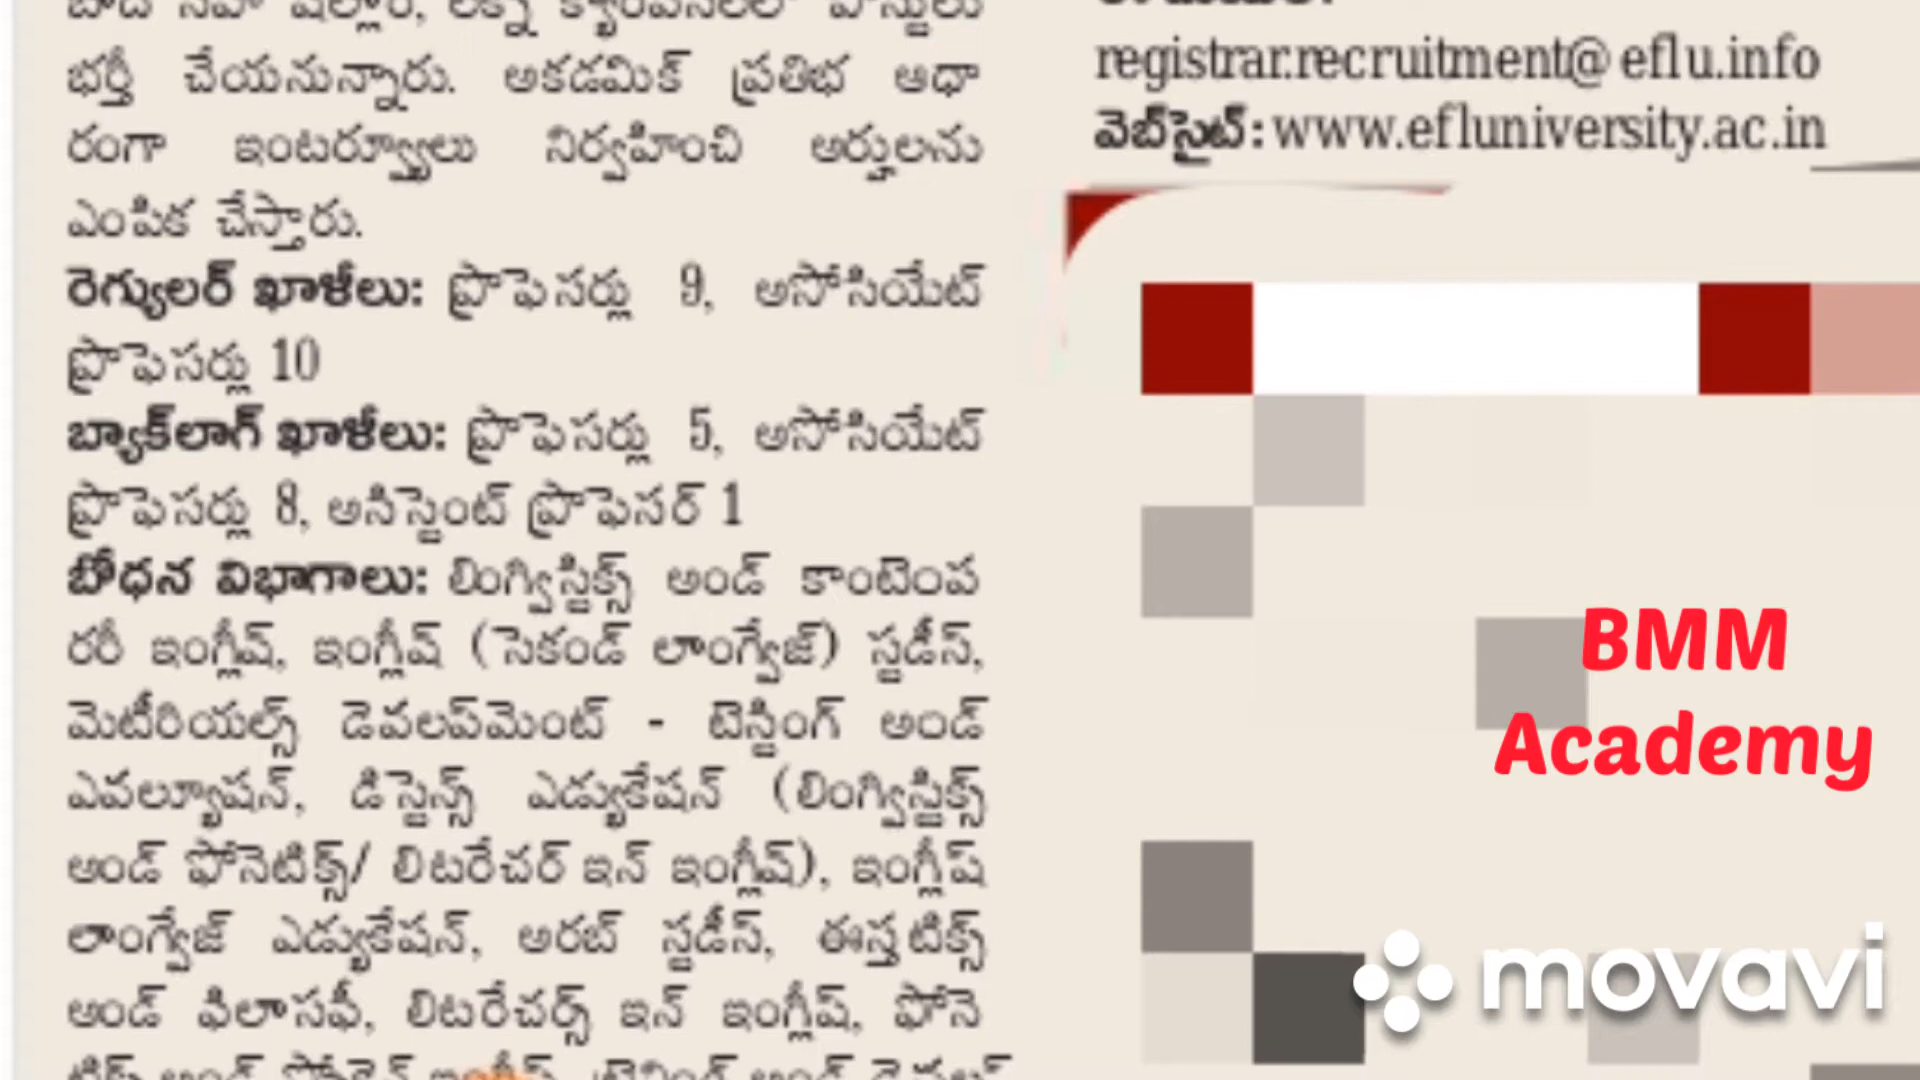 భర్తీ చేయనున్నారు. అకడమిక్ ప్రతిభ ఆధా
రంగా ఇంటర్వ్యూలు నిర్వహించి అర్హులను
ఎంపిక చేస్తారు.
రెగ్యులర్ ఖాళీలు: ప్రొఫెసర్లు 9, అసోసియేట్
ప్రొఫెసర్లు 10
బ్యాక్‌లాగ్ ఖాళీలు: ప్రొఫెసర్లు 5, అసోసియేట్
ప్రొఫెసర్లు 8, అసిస్టెంట్ ప్రొఫెసర్ 1
బోధన విభాగాలు: లింగ్విస్టిక్స్ అండ్ కాంటెంప
రరీ ఇంగ్లీష్, ఇంగ్లీష్ (సెకండ్ లాంగ్వేజ్) స్టడీస్,
మెటీరియల్స్ డెవలప్‌మెంట్ - టెస్టింగ్ అండ్
ఎవల్యూషన్, డిస్టెన్స్ ఎడ్యుకేషన్ (లింగ్విస్టిక్స్
అండ్ ఫోనెటిక్స్/ లిటరేచర్ ఇన్ ఇంగ్లీష్), ఇంగ్లీష్
లాంగ్వేజ్ ఎడ్యుకేషన్, అరబ్ స్టడీస్, ఈస్తటిక్స్
అండ్ ఫిలాసఫీ, లిటరేచర్స్ ఇన్ ఇంగ్లీష్, ఫోనె
registrar.recruitment@eflu.info
వెబ్‌సైట్: www.efluniversity.ac.in
BMM
Academy
movavi